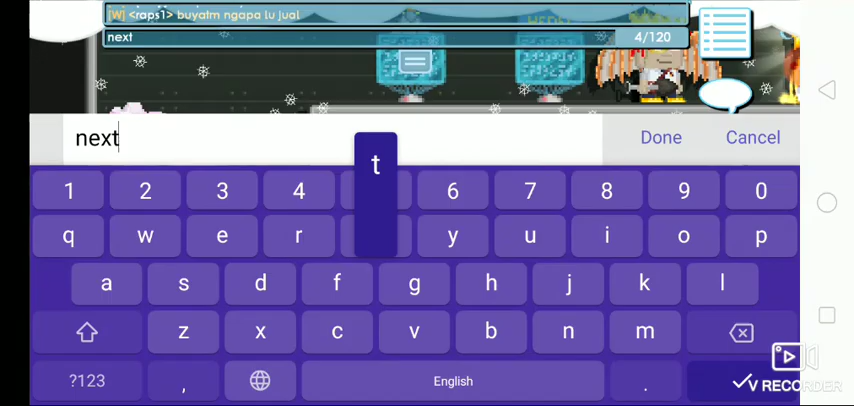 [W] <raps1> buyatm ngapa lu jual
next 4/120
next Done Cancel
t
1 2 3 4 6 7 8 9 0
q w e r y u i o p
a s d f g h j k l
z x c v b n m
?123 , English .
V RECORDER